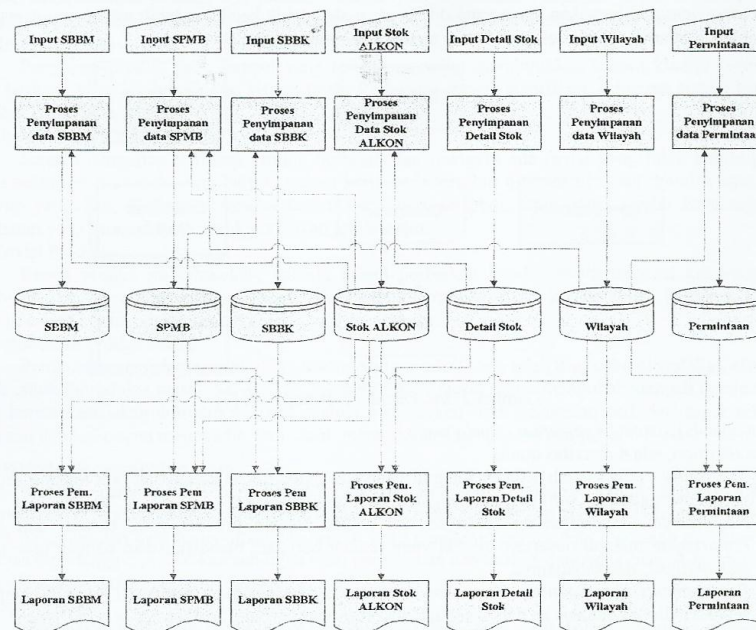 Input SBBM
Input SPMB
Input SBBK
Input Stok
ALKON
Input Detail Stok
Input Wilayah
Input
Permintaan
Proses
Penyimpanan
data SBBM
Proses
Penyimpanan
data SPMB
Proses
Penyimpanan
data SBBK
Proses
Penyimpanan
Data Stok
ALKON
Proses
Penyimpanan
Detail Stok
Proses
Penyimpanan
data Wilayah
Proses
Penyimpanan
data Permintaan
SBBM
SPMB
SBBK
Stok ALKON
Detail Stok
Wilayah
Permintaan
Proses Pem.
Laporan SBBM
Proses Pem
Laporan SPMB
Proses Pem
Laporan SBBK
Proses Pem.
Laporan Stok
ALKON
Proses Pem.
Laporan Detail
Stok
Proses Pem.
Laporan
Wilayah
Proses Pem.
Laporan
Permintaan
Laporan SBBM
Laporan SPMB
Laporan SBBK
Laporan Stok
ALKON
Laporan Detail
Stok
Laporan
Wilayah
Laporan
Permintaan